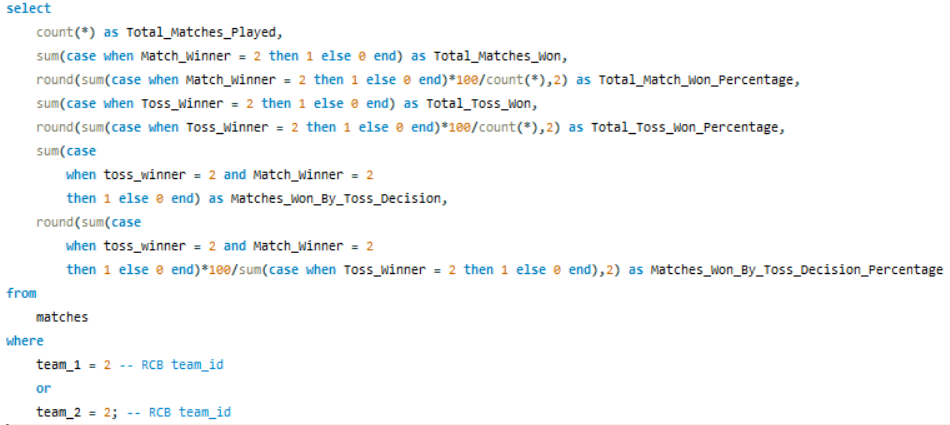 select
count(*) as Total_Matches_Played,
sum(case when Match_Winner = 2 then 1 else 0 end) as Total_Matches_Won,
round(sum(case when Match_Winner = 2 then 1 else 0 end)*100/count(*),2) as Total_Match_Won_Percentage,
sum(case when Toss_Winner = 2 then 1 else 0 end) as Total_Toss_Won,
round(sum(case when Toss_Winner = 2 then 1 else 0 end)*100/count(*),2) as Total_Toss_Won_Percentage,
sum(case
when toss_winner = 2 and Match_Winner = 2
then 1 else 0 end) as Matches_Won_By_Toss_Decision,
round(sum(case
when toss_winner = 2 and Match_Winner = 2
then 1 else 0 end)*100/sum(case when Toss_Winner = 2 then 1 else 0 end),2) as Matches_Won_By_Toss_Decision_Percentage
from
matches
where
team_1 = 2 -- RCB team_id
or
team_2 = 2; -- RCB team_id